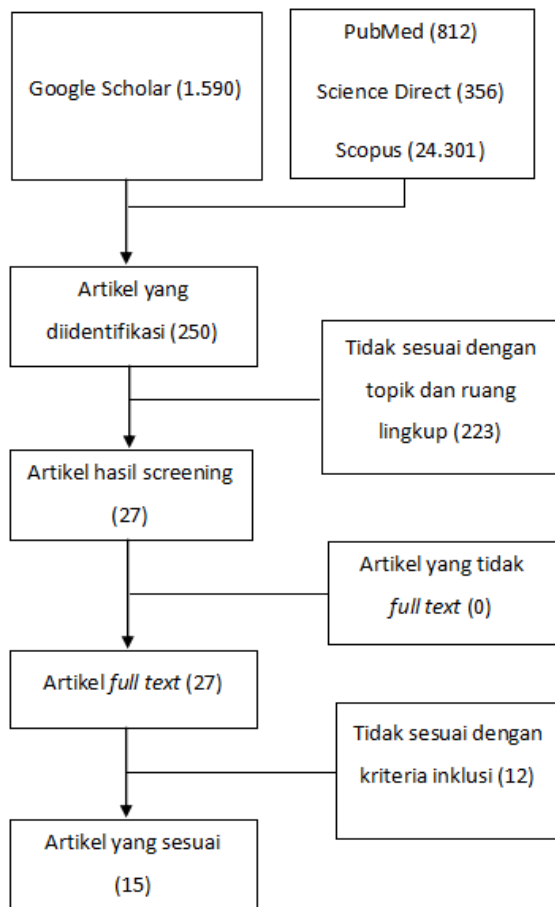 Google Scholar (1.590)
PubMed (812)
Science Direct (356)
Scopus (24.301)
Artikel yang
diidentifikasi (250)
Tidak sesuai dengan
topik dan ruang
lingkup (223)
Artikel hasil screening
(27)
Artikel yang tidak
full text (0)
Artikel full text (27)
Tidak sesuai dengan
kriteria inklusi (12)
Artikel yang sesuai
(15)